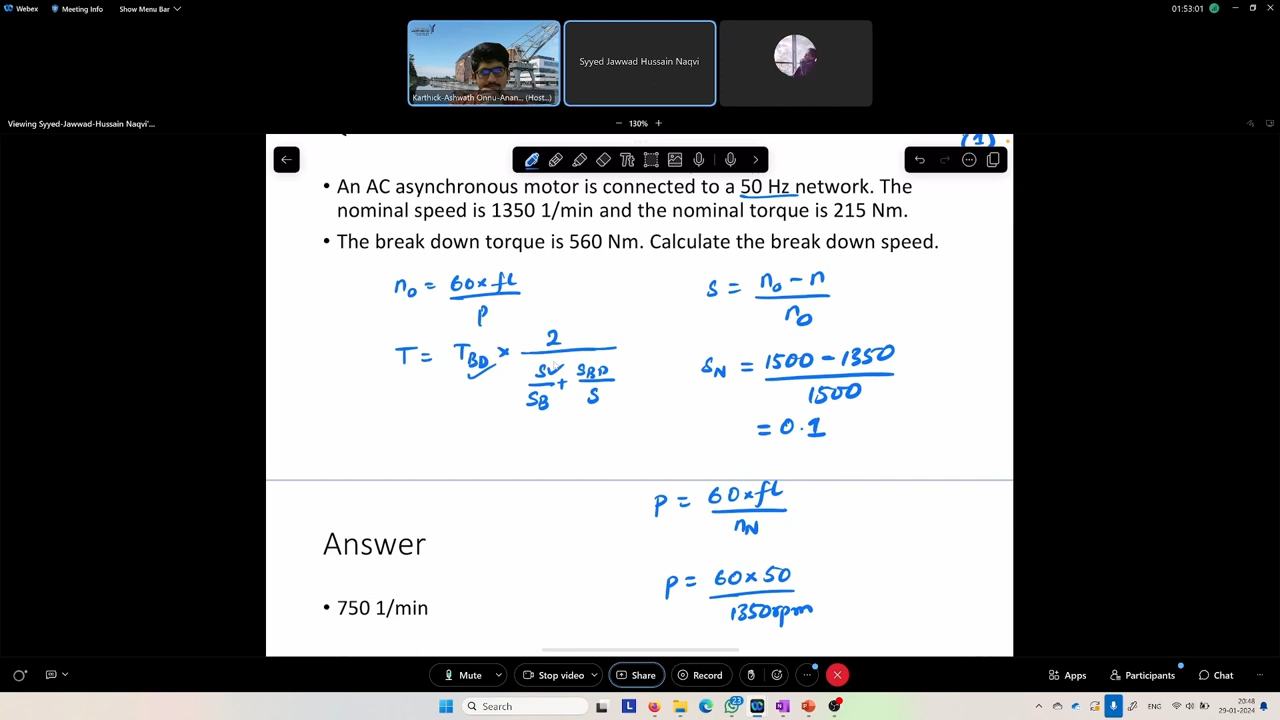 Webex
Meeting Info
Show Menu Bar
01:53:01
Karthick-Ashwath Onnu-Anan... (Host...)
Syyed Jawwad Hussain Naqvi
Viewing Syyed-Jawwad-Hussain Naqvi'...
− 130% +
(1)
• An AC asynchronous motor is connected to a 50 Hz network. The
nominal speed is 1350 1/min and the nominal torque is 215 Nm.
• The break down torque is 560 Nm. Calculate the break down speed.
n0 = 60×fL / P
S = n0 − n / n0
T = TBD × 2 / S/SB + SBD/S
SN = 1500 − 1350 / 1500
= 0.1
P = 60×fL / nN
Answer
P = 60×50 / 1350rpm
• 750 1/min
Mute
Stop video
Share
Record
Apps
Participants
Chat
Search
23
20:48
29-01-2024